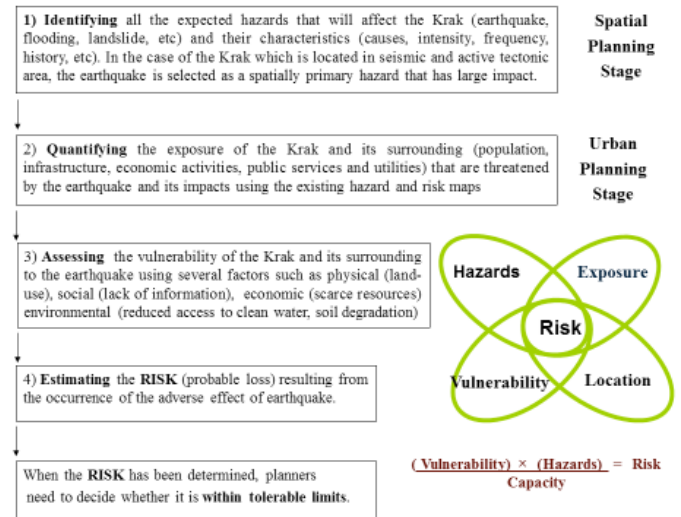 1) Identifying all the expected hazards that will affect the Krak (earthquake,
flooding, landslide, etc) and their characteristics (causes, intensity, frequency,
history, etc). In the case of the Krak which is located in seismic and active tectonic
area, the earthquake is selected as a spatially primary hazard that has large impact.
Spatial
Planning
Stage
2) Quantifying the exposure of the Krak and its surrounding (population,
infrastructure, economic activities, public services and utilities) that are threatened
by the earthquake and its impacts using the existing hazard and risk maps
Urban
Planning
Stage
3) Assessing the vulnerability of the Krak and its surrounding
to the earthquake using several factors such as physical (land-
use), social (lack of information), economic (scarce resources)
environmental (reduced access to clean water, soil degradation)
Hazards
Exposure
Risk
Vulnerability
Location
4) Estimating the RISK (probable loss) resulting from
the occurrence of the adverse effect of earthquake.
When the RISK has been determined, planners
need to decide whether it is within tolerable limits.
( Vulnerability) × (Hazards) = Risk
Capacity